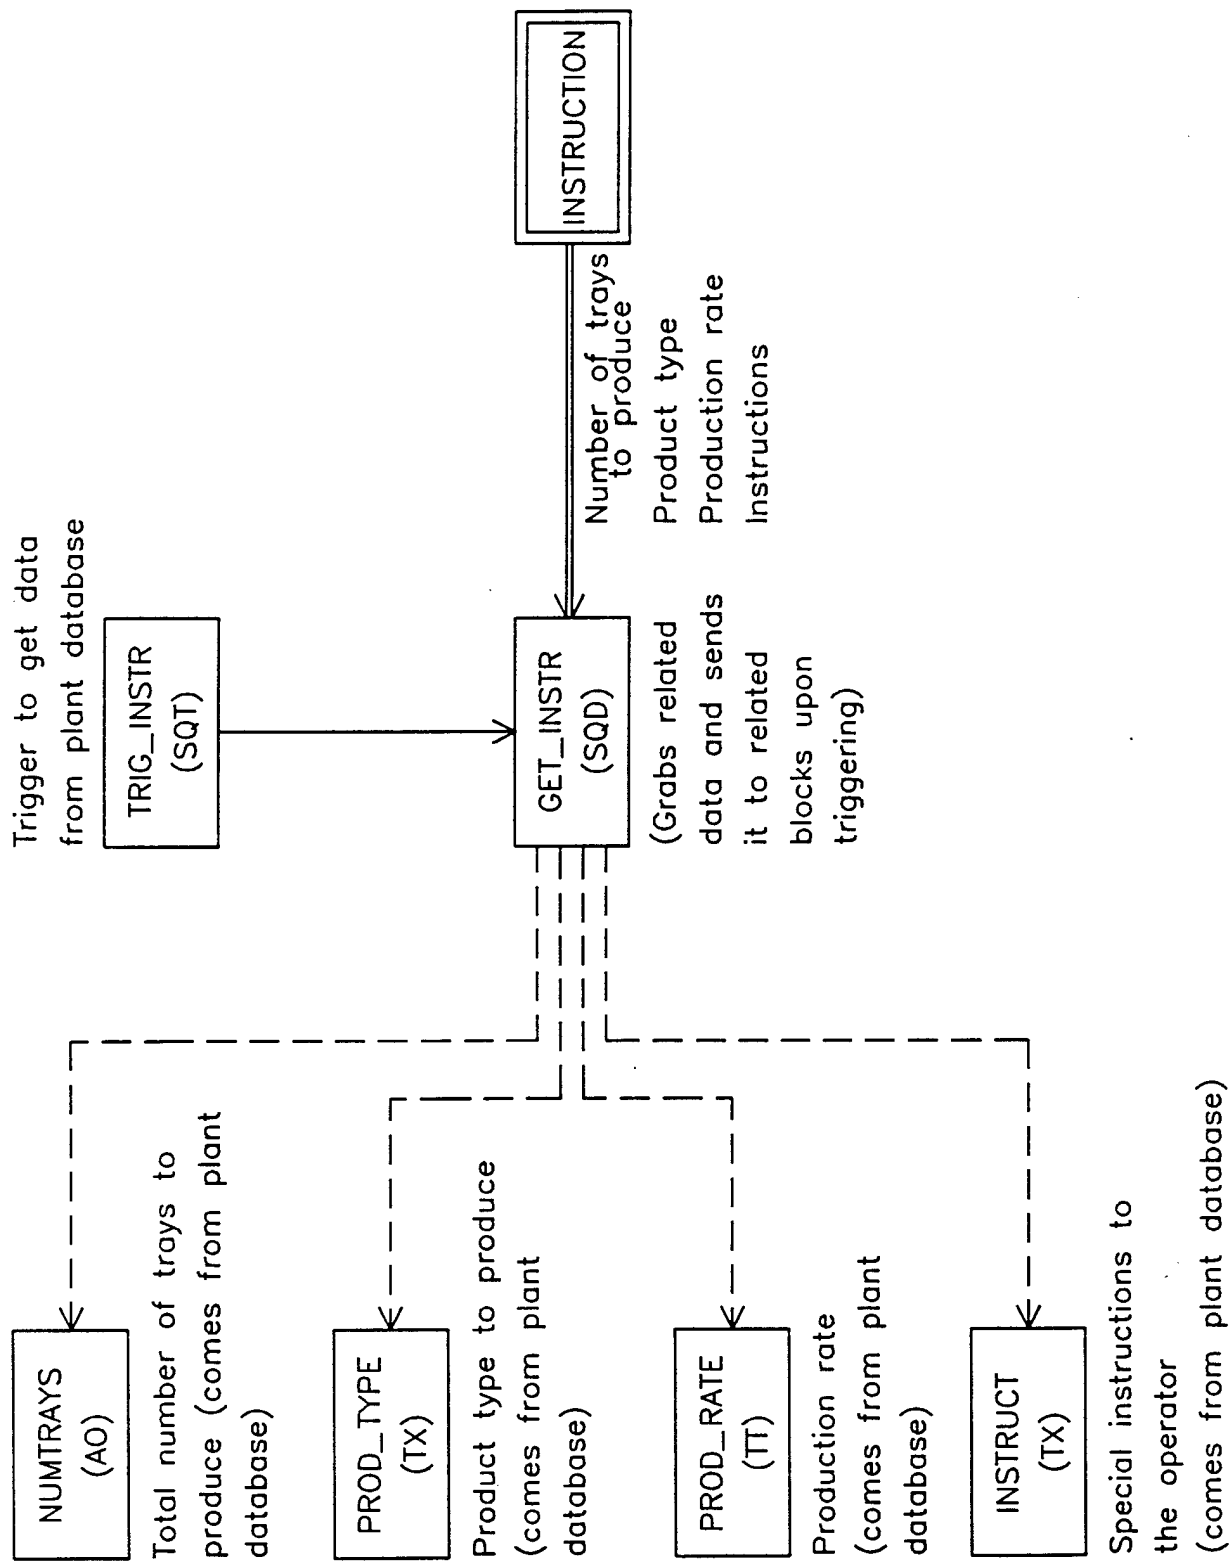 Trigger to get data
from plant database
TRIG_INSTR
(SQT)
INSTRUCTION
Number of trays
to produce
Product type
Production rate
Instructions
GET_INSTR
(SQD)
(Grabs related
data and sends
it to related
blocks upon
triggering)
NUMTRAYS
(AO)
Total number of trays to
produce (comes from plant
database)
PROD_TYPE
(TX)
Product type to produce
(comes from plant
database)
PROD_RATE
(TT)
Production rate
(comes from plant
database)
INSTRUCT
(TX)
Special instructions to
the operator
(comes from plant database)